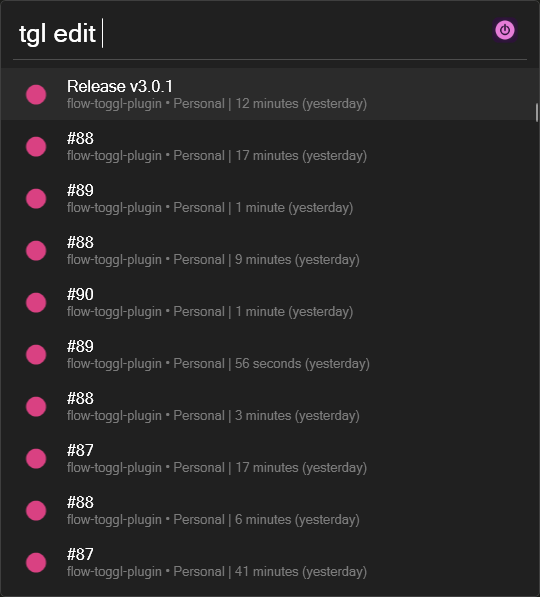 tgl edit
Release v3.0.1
flow-toggl-plugin • Personal | 12 minutes (yesterday)
#88
flow-toggl-plugin • Personal | 17 minutes (yesterday)
#89
flow-toggl-plugin • Personal | 1 minute (yesterday)
#88
flow-toggl-plugin • Personal | 9 minutes (yesterday)
#90
flow-toggl-plugin • Personal | 1 minute (yesterday)
#89
flow-toggl-plugin • Personal | 56 seconds (yesterday)
#88
flow-toggl-plugin • Personal | 3 minutes (yesterday)
#87
flow-toggl-plugin • Personal | 17 minutes (yesterday)
#88
flow-toggl-plugin • Personal | 6 minutes (yesterday)
#87
flow-toggl-plugin • Personal | 41 minutes (yesterday)